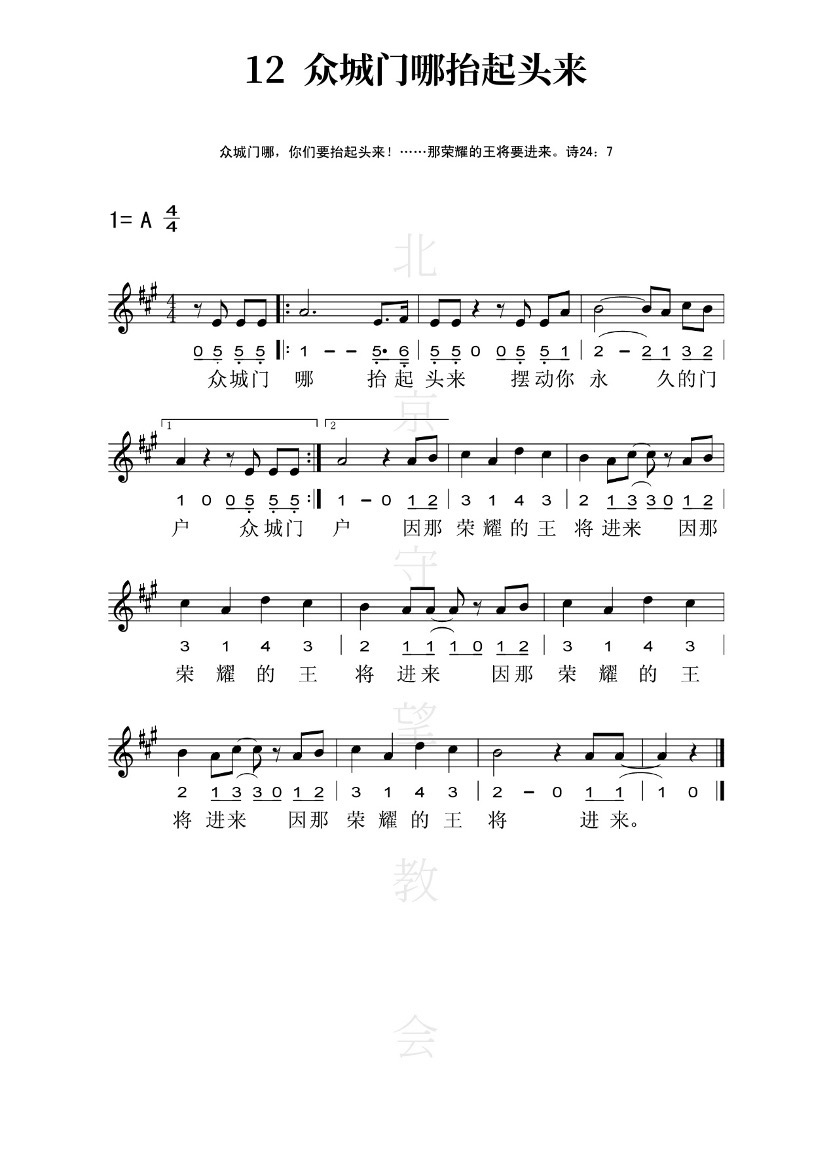 12 众城门哪抬起头来
众城门哪，你们要抬起头来！……那荣耀的王将要进来。诗24：7
1= A 4/4
0 5 5 5 |: 1 - - 5• 6 | 5 5 0 0 5 5 1 | 2 - 2 1 3 2
众城门 哪 抬 起 头来 摆动你 永 久的门
1 2
1 0 0 5 5 5 :| 1 - 0 1 2 | 3 1 4 3 | 2 1 3 3 0 1 2
户 众城门 户 因那 荣 耀 的 王 将 进 来 因那
3 1 4 3 | 2 1 1 1 0 1 2 | 3 1 4 3
荣 耀 的 王 将 进 来 因那 荣 耀 的 王
2 1 3 3 0 1 2 | 3 1 4 3 | 2 - 0 1 1 | 1 0 ‖
将 进来 因那 荣 耀 的 王 将 进 来。
北京守望教会